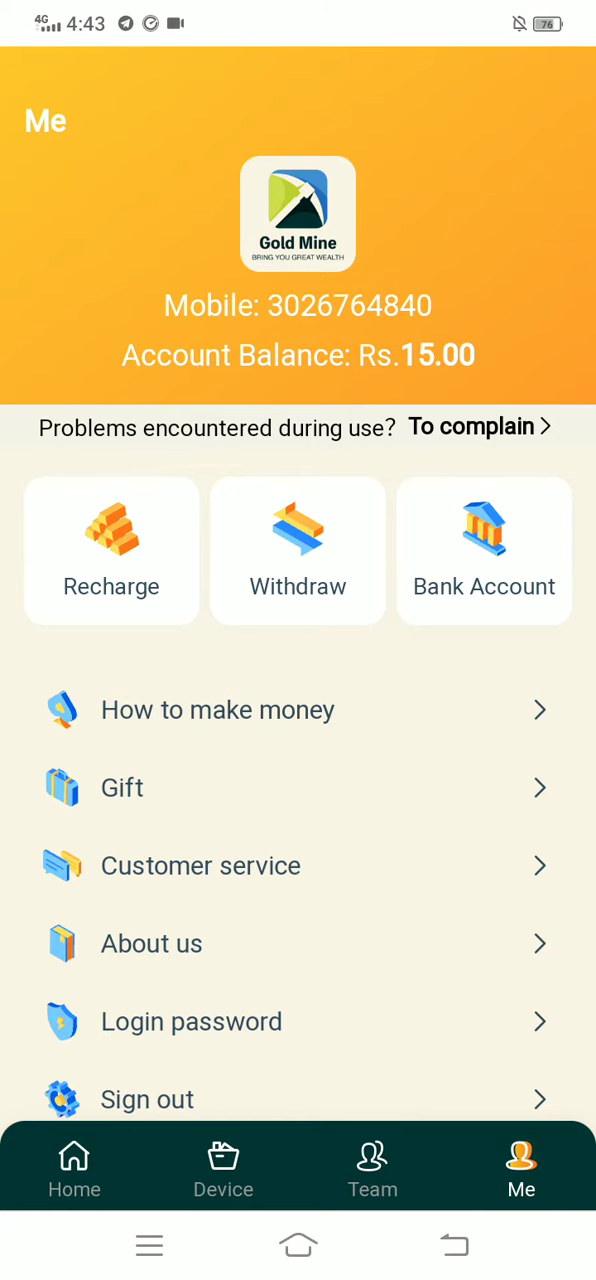 4G 4:43 76
Me
Gold Mine
BRING YOU GREAT WEALTH
Mobile: 3026764840
Account Balance: Rs.15.00
Problems encountered during use? To complain
Recharge Withdraw Bank Account
How to make money
Gift
Customer service
About us
Login password
Sign out
Home Device Team Me